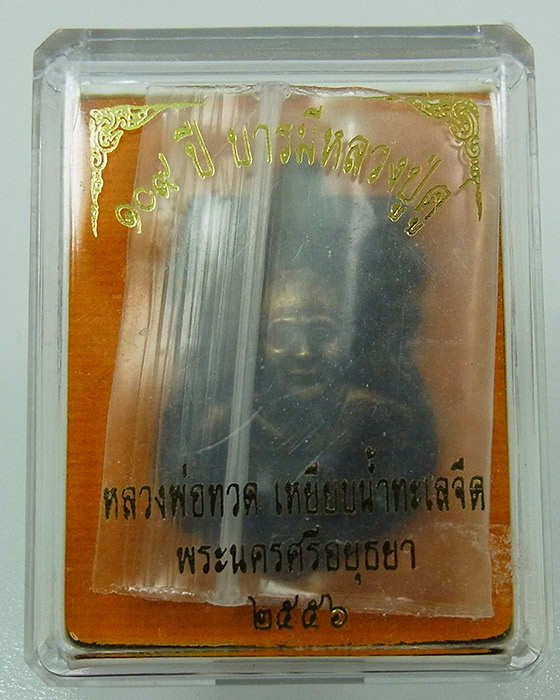 ๑๐๙ ปี บารมีหลวงปู่ดู่
หลวงพ่อทวด เหยียบน้ำทะเลจืด
พระนครศรีอยุธยา
๒๕๕๖